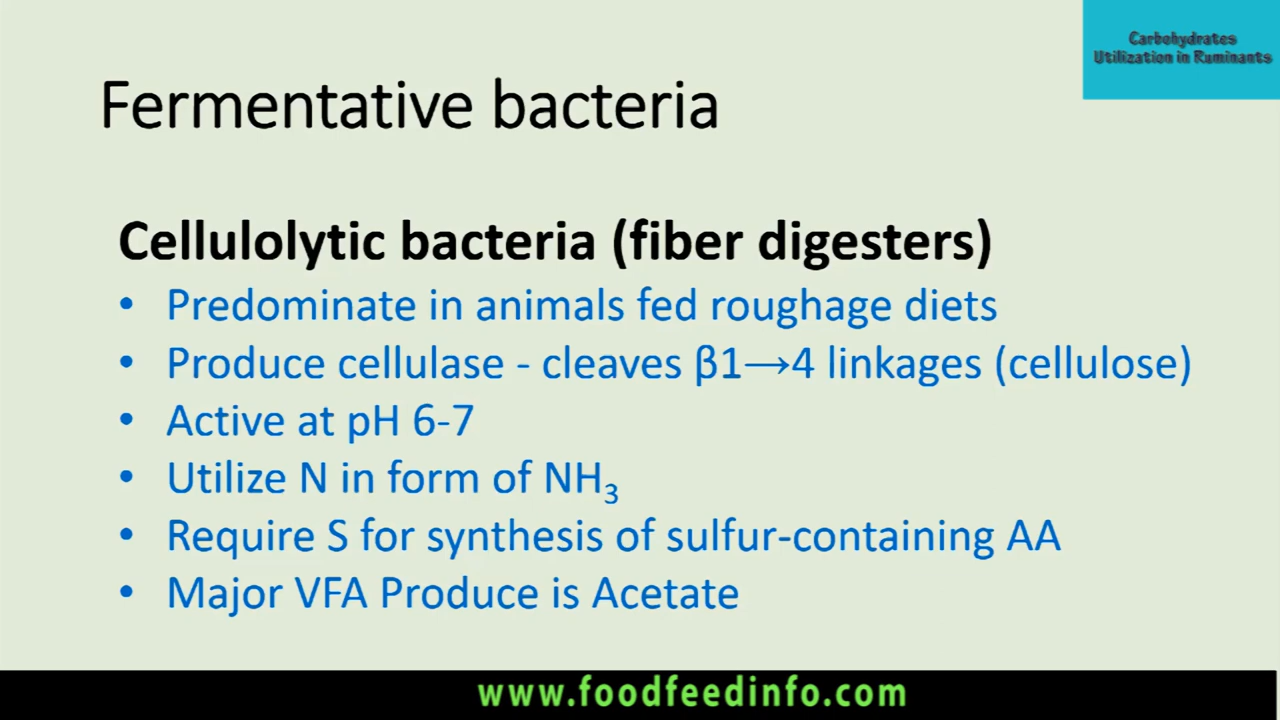 Carbohydrates
Utilization in Ruminants
Fermentative bacteria
Cellulolytic bacteria (fiber digesters)
• Predominate in animals fed roughage diets
• Produce cellulase - cleaves β1→4 linkages (cellulose)
• Active at pH 6-7
• Utilize N in form of NH₃
• Require S for synthesis of sulfur-containing AA
• Major VFA Produce is Acetate
www.foodfeedinfo.com